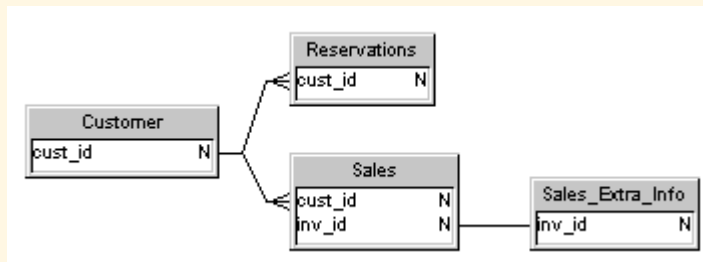 Reservations
cust_id N
Customer
cust_id N
Sales
cust_id N
inv_id N
Sales_Extra_Info
inv_id N